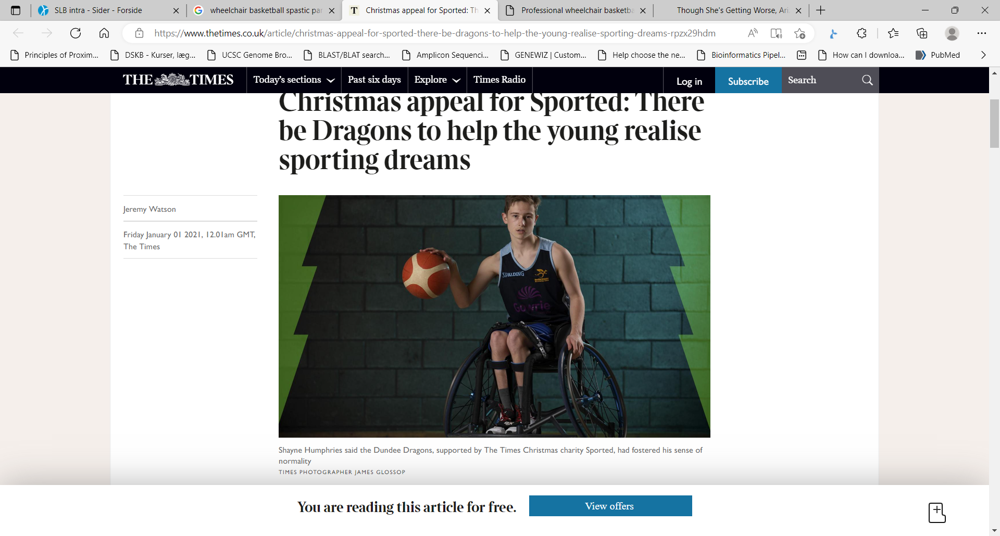 SLB intra - Sider - Forside
wheelchair basketball spastic par
Christmas appeal for Sported: Th
Professional wheelchair basketba
Though She's Getting Worse, Ari
https://www.thetimes.co.uk/article/christmas-appeal-for-sported-there-be-dragons-to-help-the-young-realise-sporting-dreams-rpzx29hdm
Principles of Proxim...
DSKB - Kurser, læg...
UCSC Genome Bro...
BLAST/BLAT search...
Amplicon Sequenci...
GENEWIZ | Custom...
Help choose the ne...
Bioinformatics Pipel...
How can I downloa...
PubMed
THE TIMES
Today's sections
Past six days
Explore
Times Radio
Log in
Subscribe
Search
Christmas appeal for Sported: There
be Dragons to help the young realise
sporting dreams
Jeremy Watson
Friday January 01 2021, 12.01am GMT,
The Times
SPALDING
Gowrie
Shayne Humphries said the Dundee Dragons, supported by The Times Christmas charity Sported, had fostered his sense of
normality
TIMES PHOTOGRAPHER JAMES GLOSSOP
You are reading this article for free.
View offers